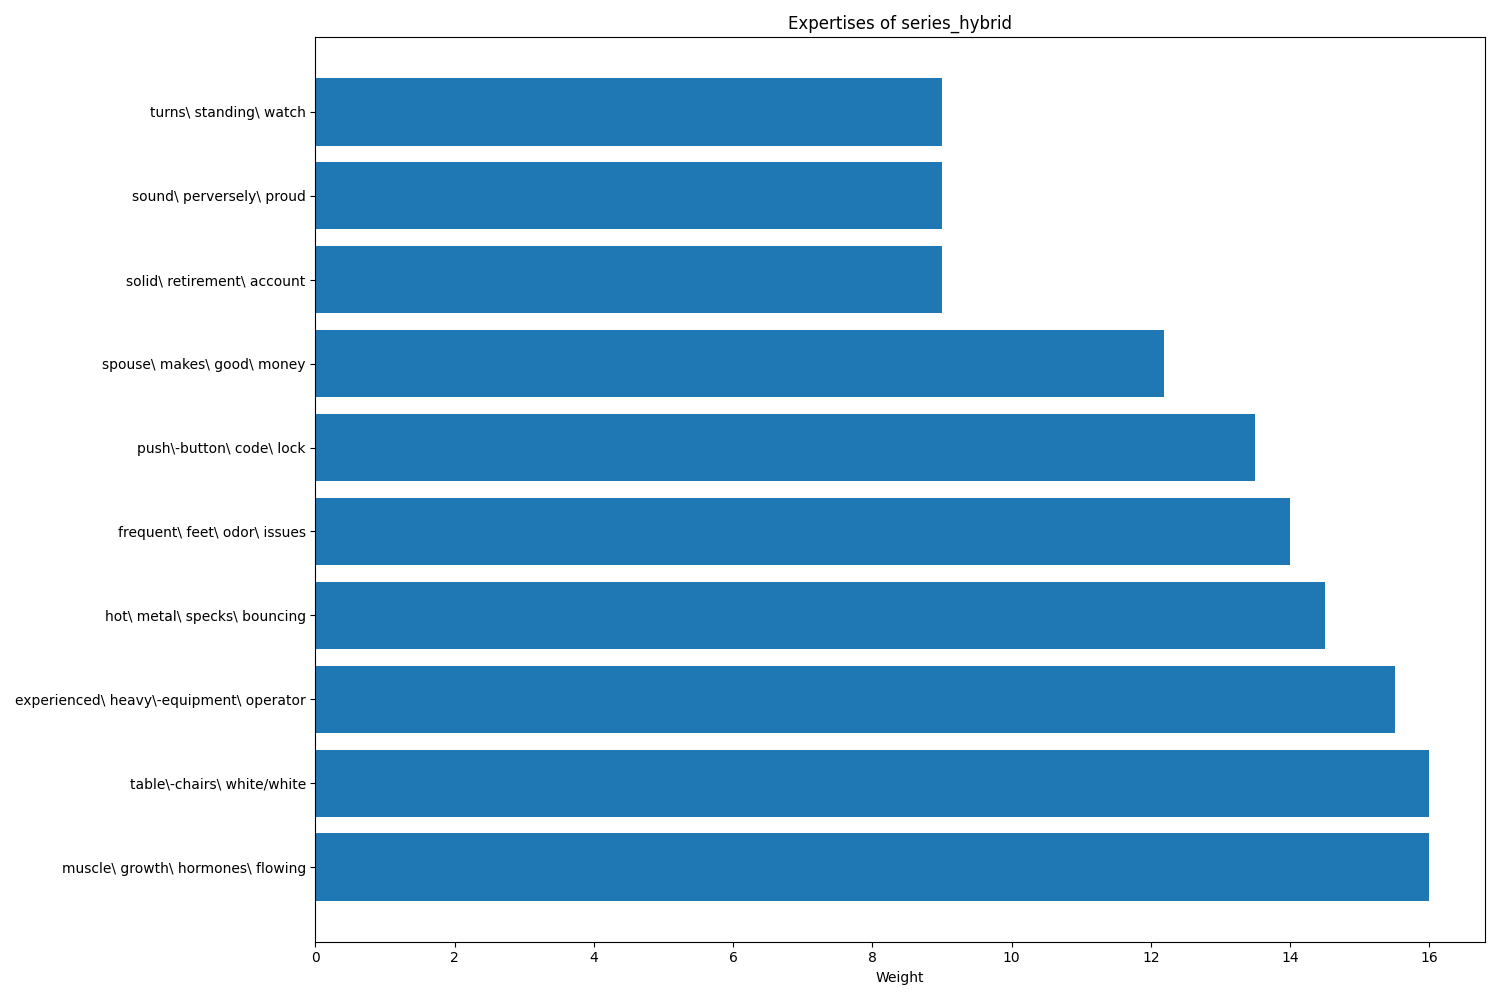 Expertises of series_hybrid
turns\ standing\ watch
sound\ perversely\ proud
solid\ retirement\ account
spouse\ makes\ good\ money
push\-button\ code\ lock
frequent\ feet\ odor\ issues
hot\ metal\ specks\ bouncing
experienced\ heavy\-equipment\ operator
table\-chairs\ white/white
muscle\ growth\ hormones\ flowing
0 2 4 6 8 10 12 14 16
Weight